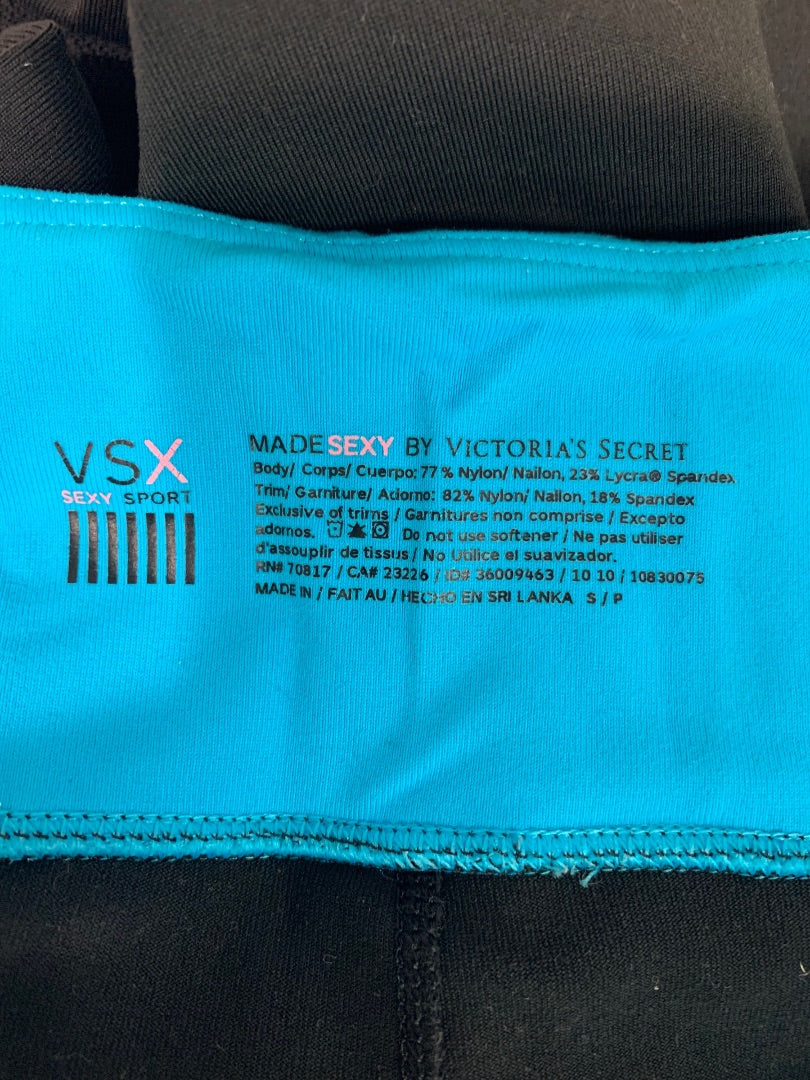 VSX
SEXY SPORT
MADE SEXY BY VICTORIA'S SECRET
Body/ Corps/ Cuerpo: 77% Nylon/ Nailon, 23% Lycra® Spandex
Trim/ Garniture/ Adorno: 82% Nylon/ Nailon, 18% Spandex
Exclusive of trims / Garnitures non comprise / Excepto
adornos. Do not use softener / Ne pas utiliser
d'assouplir de tissus / No Utilice el suavizador.
RN# 70817 / CA# 23226 / ID# 36009463 / 10 10 / 10830075
MADE IN / FAIT AU / HECHO EN SRI LANKA S / P